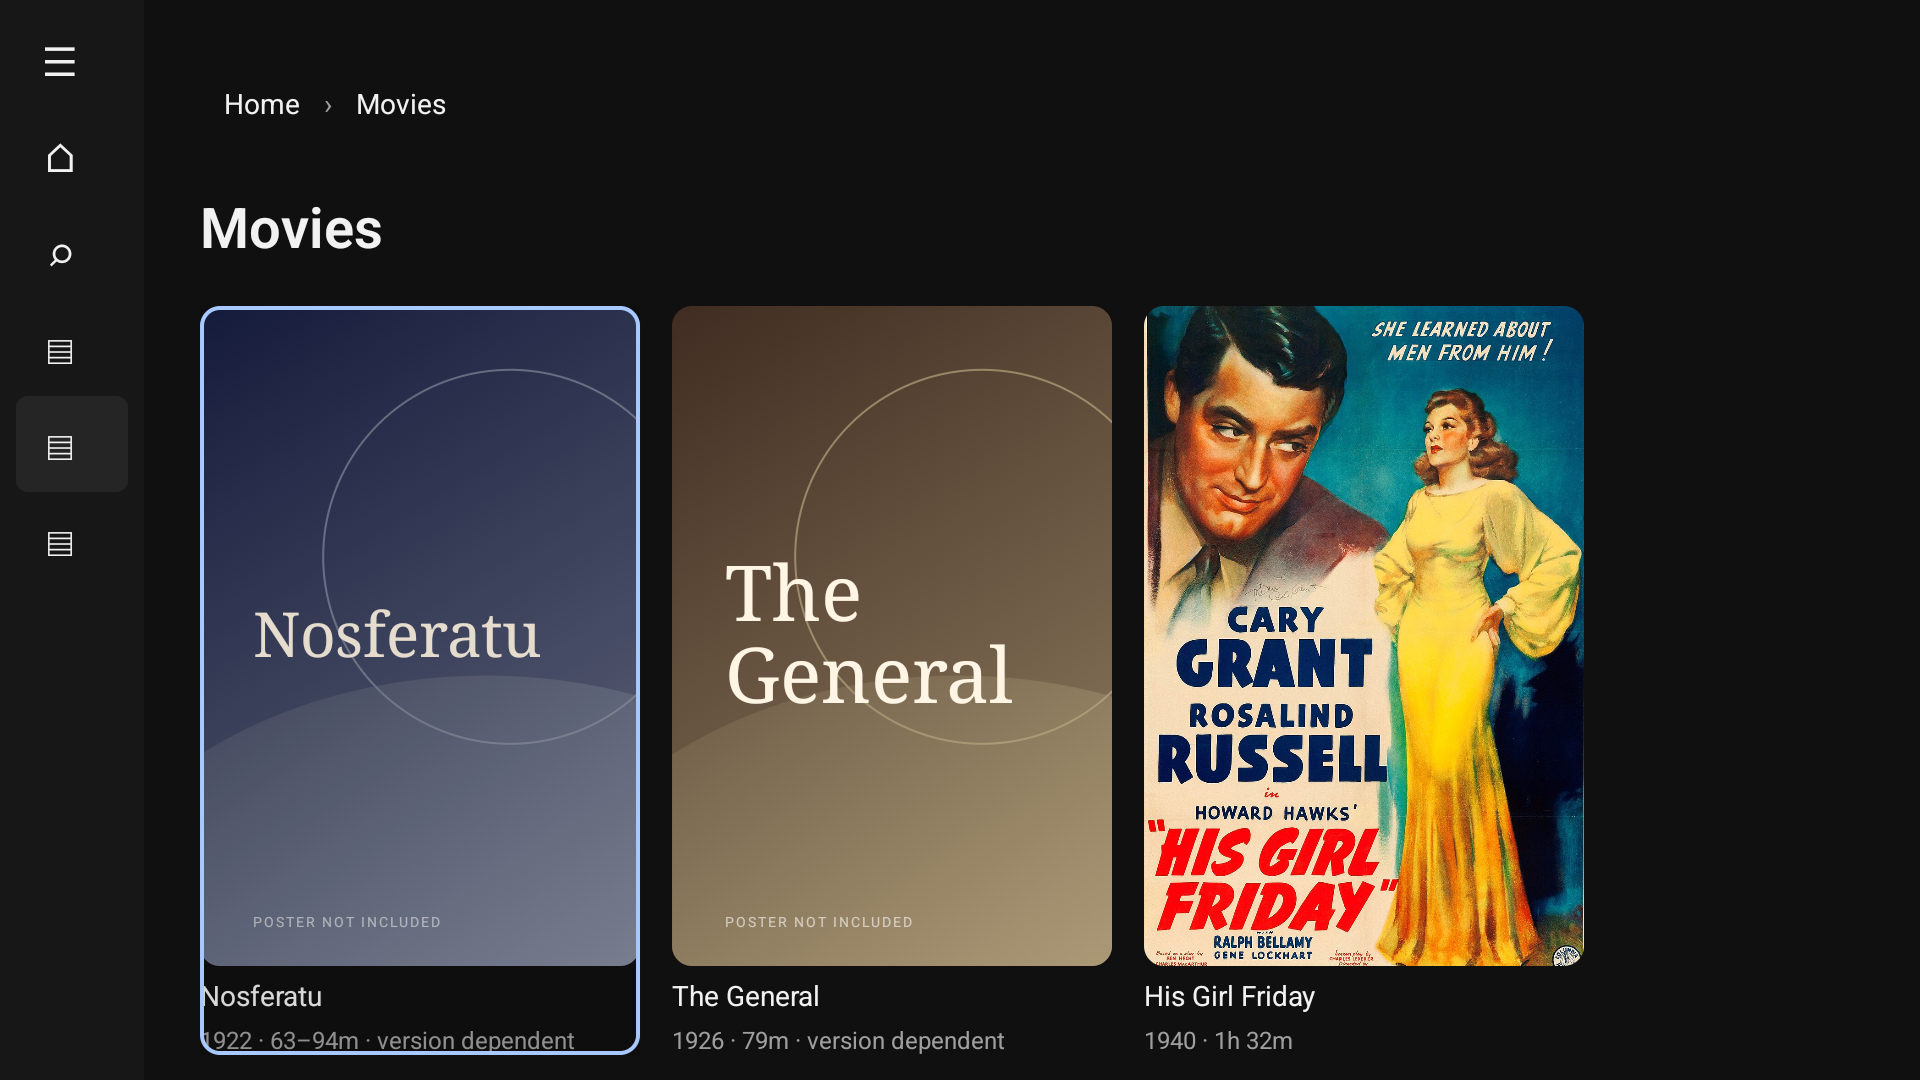 Home › Movies
Movies
Nosferatu
POSTER NOT INCLUDED
Nosferatu
1922 · 63–94m · version dependent
The
General
POSTER NOT INCLUDED
The General
1926 · 79m · version dependent
SHE LEARNED ABOUT
MEN FROM HIM!
CARY
GRANT
ROSALIND
RUSSELL
in
HOWARD HAWKS'
"HIS GIRL
FRIDAY"
WITH
RALPH BELLAMY
GENE LOCKHART
His Girl Friday
1940 · 1h 32m